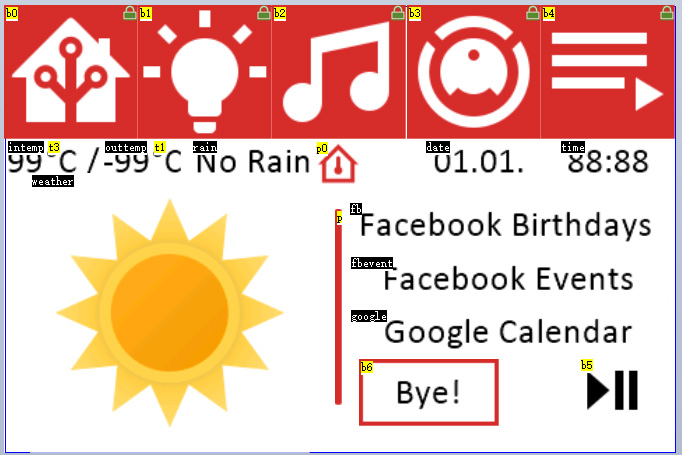 b0 b1 b2 b3 b4
intemp t3 outtemp t1 rain p0 date time
99°C / -99°C No Rain 01.01. 88:88
weather
p fb
Facebook Birthdays
fbevent
Facebook Events
google
Google Calendar
b6 b5
Bye!